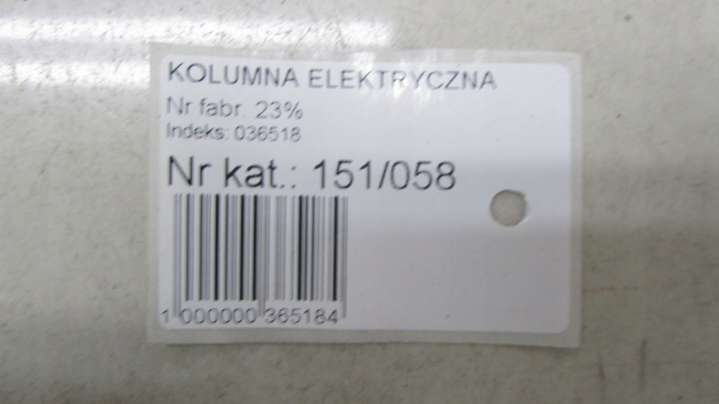 KOLUMNA ELEKTRYCZNA
Nr fabr. 23%
Indeks: 036518
Nr kat.: 151/058
1 000000 365184